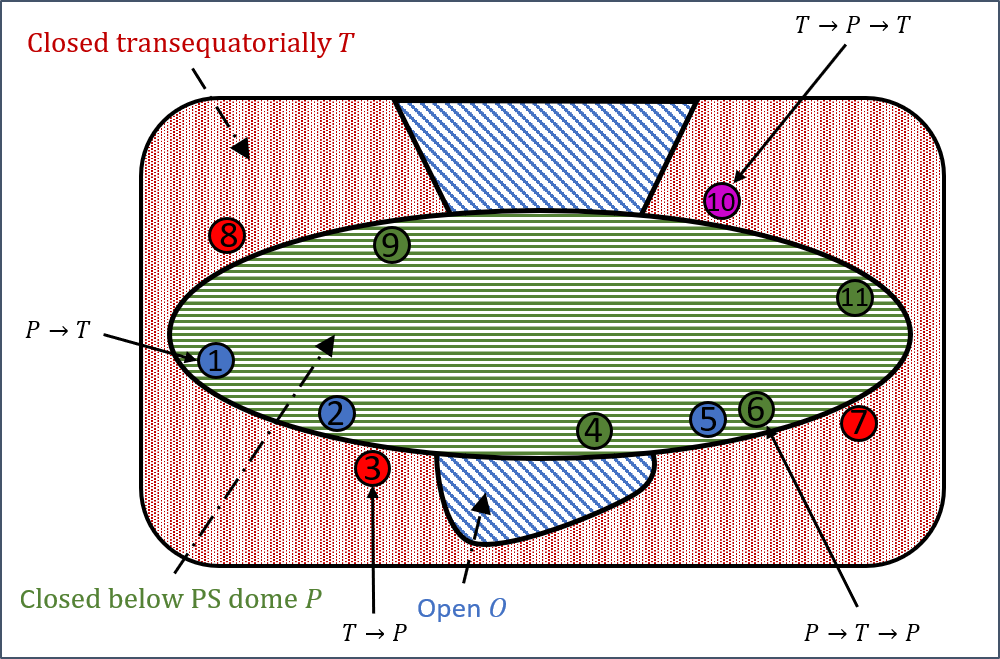 T → P → T
Closed transequatorially T
10
8
9
11
P → T
1
2
5
6
4
7
3
Closed below PS dome P
Open O
T → P
P → T → P